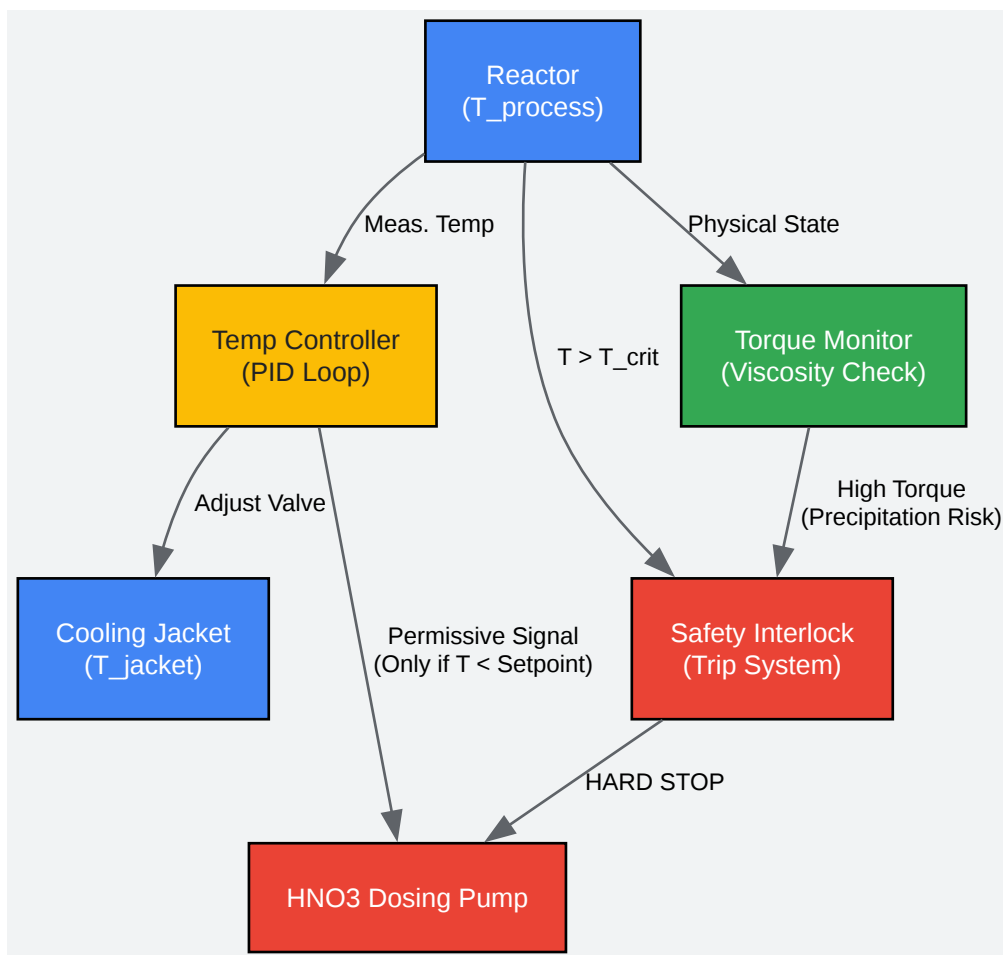 Reactor
(T_process)
Meas. Temp
Physical State
Temp Controller
(PID Loop)
T > T_crit
Torque Monitor
(Viscosity Check)
Adjust Valve
High Torque
(Precipitation Risk)
Cooling Jacket
(T_jacket)
Permissive Signal
(Only if T < Setpoint)
Safety Interlock
(Trip System)
HARD STOP
HNO3 Dosing Pump